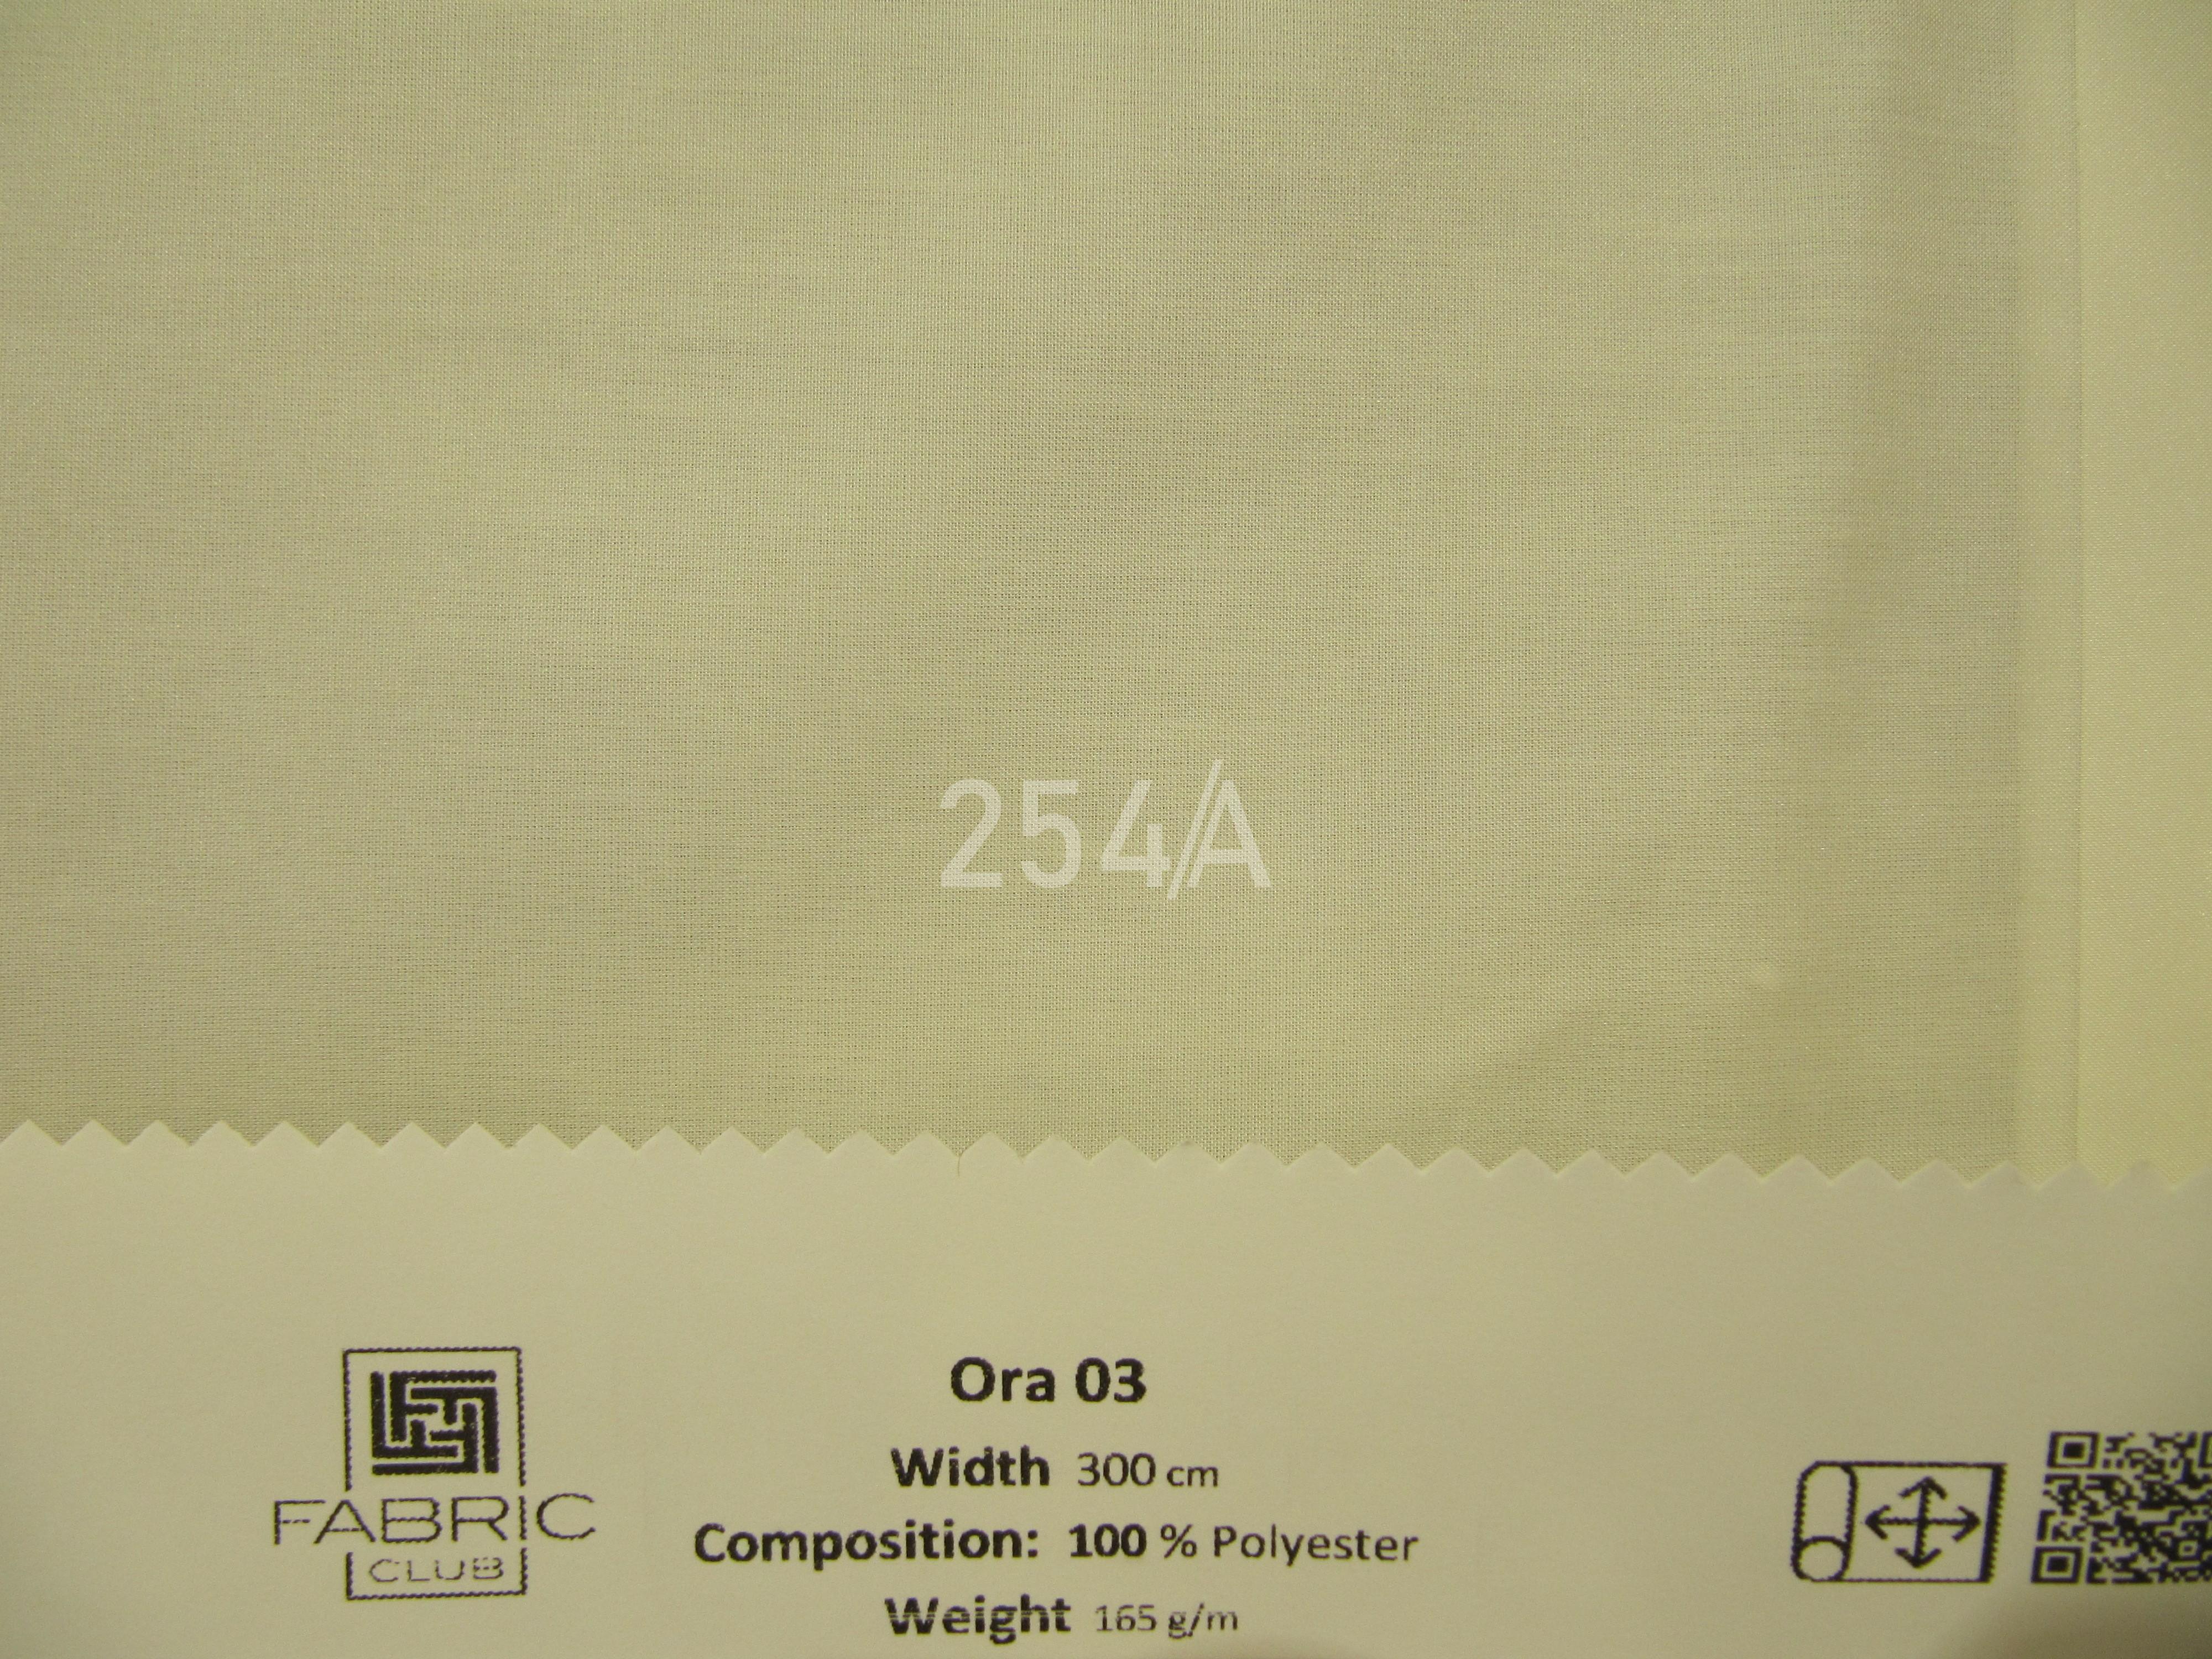 254/A
Ora 03
Width 300 cm
Composition: 100 % Polyester
Weight 165 g/m
FABRIC
CLUB